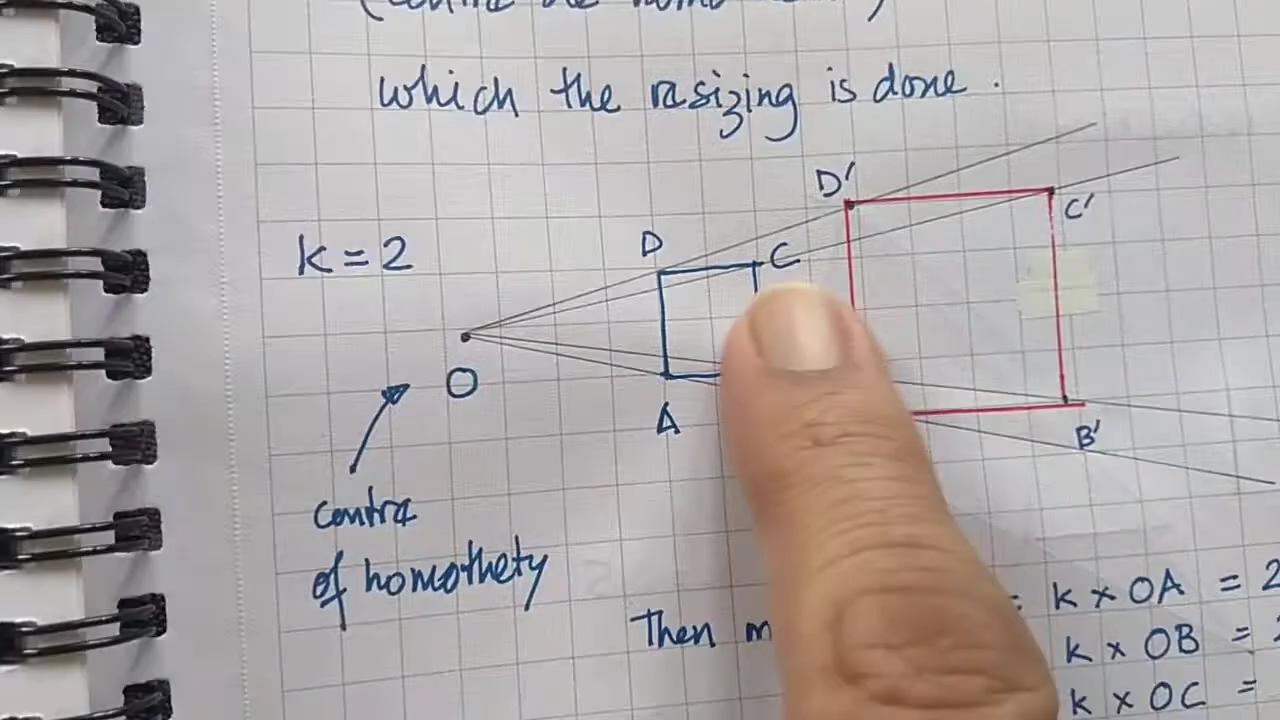 which the resizing is done.
D'
C'
D
C
k = 2
O
A
B'
centre
of homothety
k × OA = 2
Then
k × OB =
k × OC =